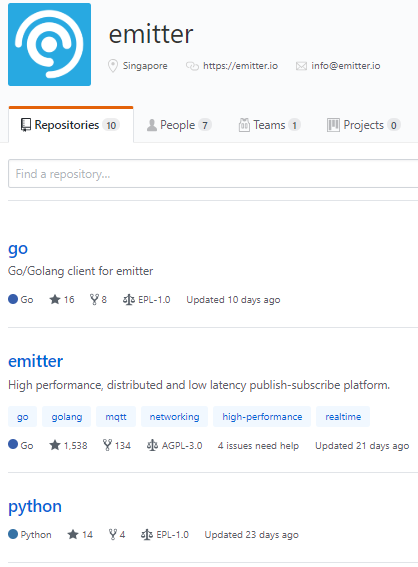 emitter
Singapore https://emitter.io info@emitter.io
Repositories 10 People 7 Teams 1 Projects 0
Find a repository...
go
Go/Golang client for emitter
Go 16 8 EPL-1.0 Updated 10 days ago
emitter
High performance, distributed and low latency publish-subscribe platform.
go golang mqtt networking high-performance realtime
Go 1,538 134 AGPL-3.0 4 issues need help Updated 21 days ago
python
Python 14 4 EPL-1.0 Updated 23 days ago